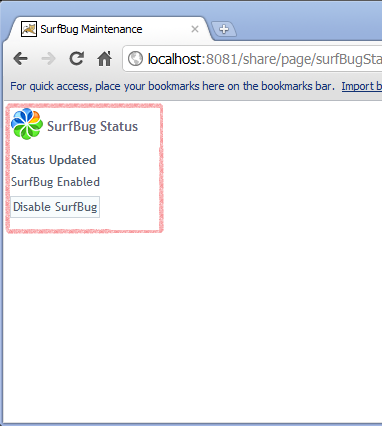 SurfBug Maintenance
localhost:8081/share/page/surfBugSta
For quick access, place your bookmarks here on the bookmarks bar. Import b
SurfBug Status
Status Updated
SurfBug Enabled
Disable SurfBug